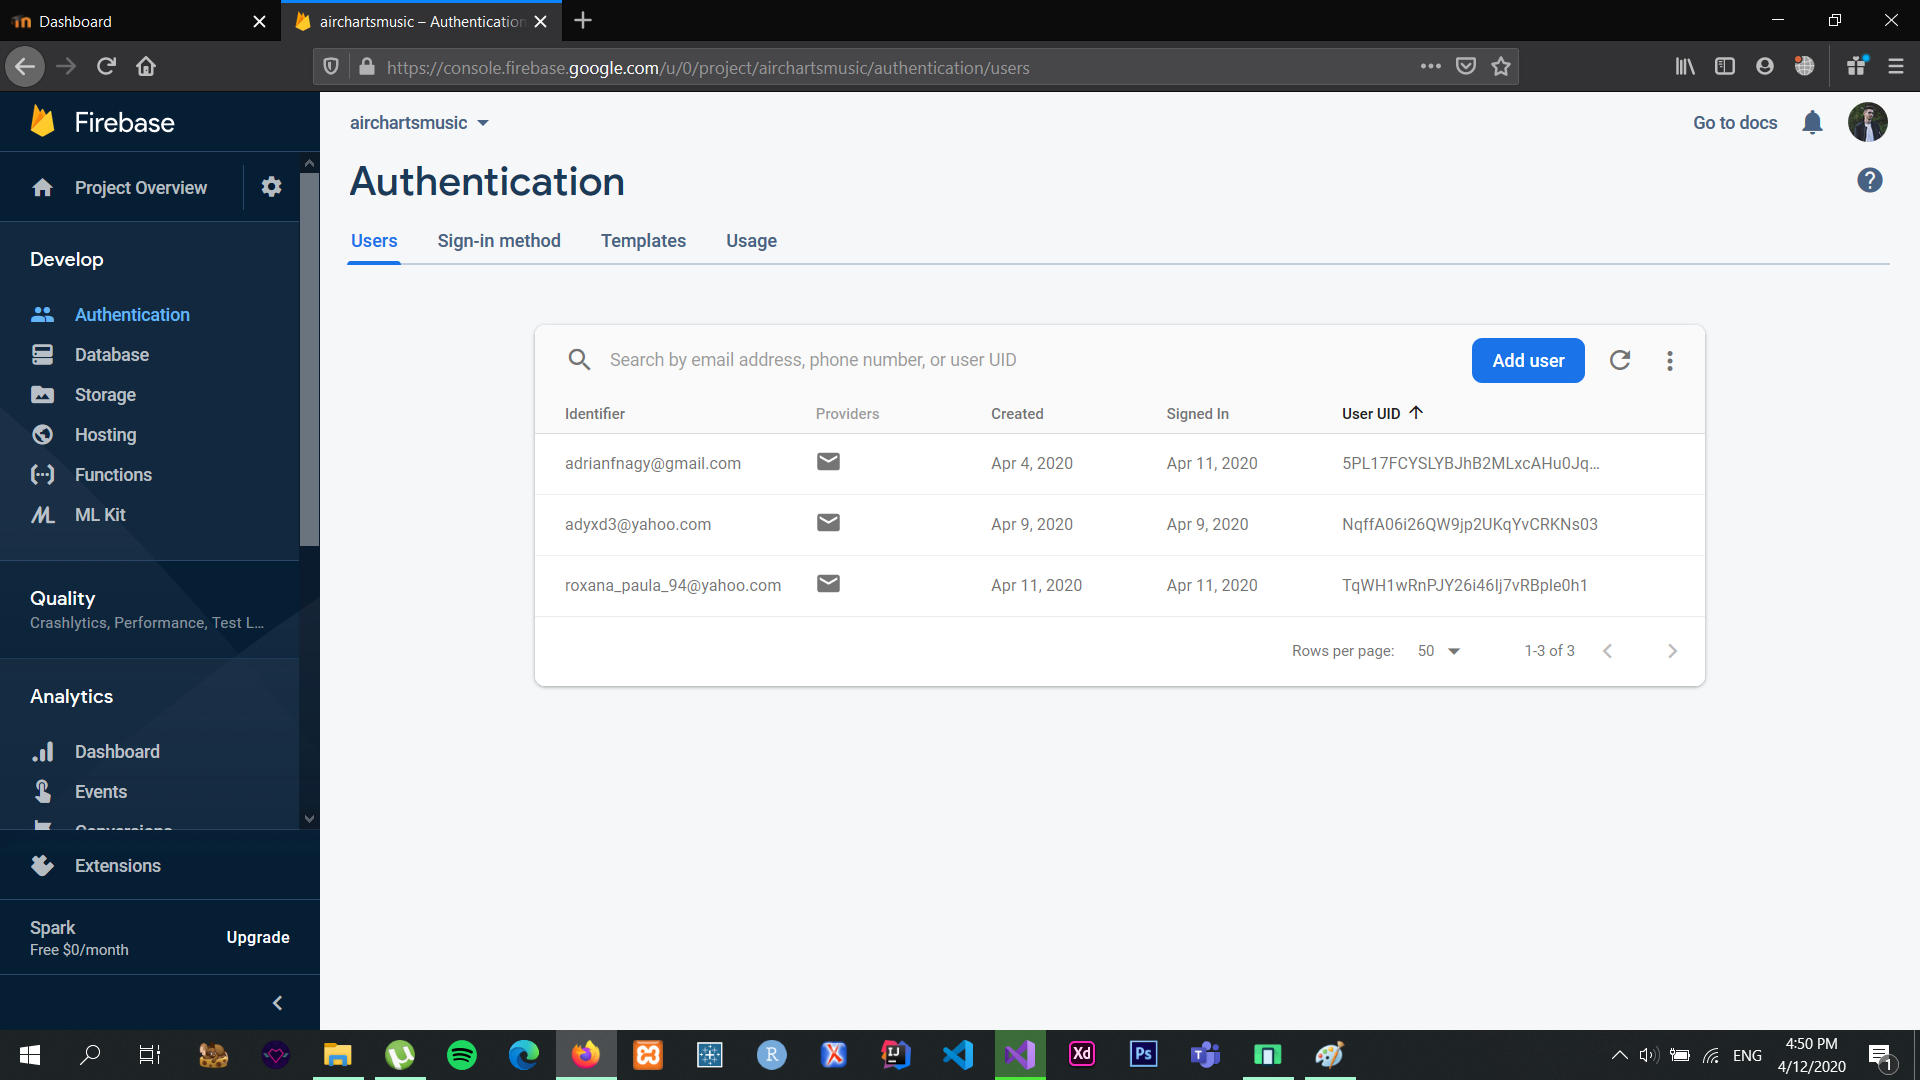 Dashboard
airchartsmusic – Authentication
https://console.firebase.google.com/u/0/project/airchartsmusic/authentication/users
Firebase
Project Overview
Develop
Authentication
Database
Storage
Hosting
Functions
ML Kit
Quality
Crashlytics, Performance, Test L...
Analytics
Dashboard
Events
Conversions
Extensions
Spark
Free $0/month
Upgrade
airchartsmusic
Go to docs
Authentication
Users Sign-in method Templates Usage
Search by email address, phone number, or user UID
Add user
Identifier Providers Created Signed In User UID
adrianfnagy@gmail.com Apr 4, 2020 Apr 11, 2020 5PL17FCYSLYBJhB2MLxcAHu0Jq...
adyxd3@yahoo.com Apr 9, 2020 Apr 9, 2020 NqffA06i26QW9jp2UKqYvCRKNs03
roxana_paula_94@yahoo.com Apr 11, 2020 Apr 11, 2020 TqWH1wRnPJY26i46lj7vRBple0h1
Rows per page: 50 1-3 of 3
R
X
IJ
Xd
Ps
T
ENG
4:50 PM
4/12/2020
1